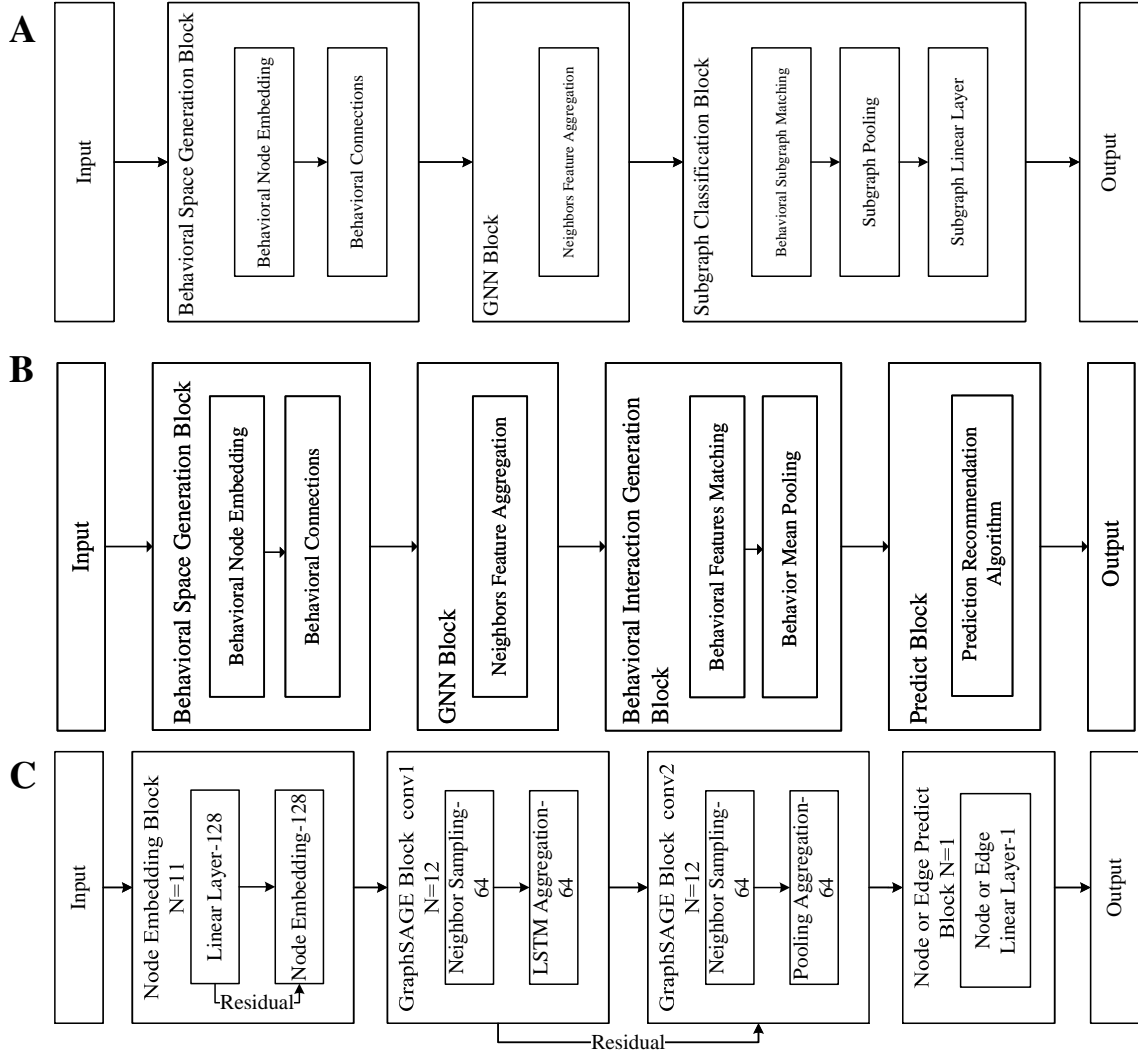 A
Input
Behavioral Space Generation Block
Behavioral Node Embedding
Behavioral Connections
GNN Block
Neighbors Feature Aggregation
Subgraph Classification Block
Behavioral Subgraph Matching
Subgraph Pooling
Subgraph Linear Layer
Output
B
Input
Behavioral Space Generation Block
Behavioral Node Embedding
Behavioral Connections
GNN Block
Neighbors Feature Aggregation
Behavioral Interaction Generation
Block
Behavioral Features Matching
Behavior Mean Pooling
Predict Block
Prediction Recommendation
Algorithm
Output
C
Input
Node Embedding Block
N=11
Linear Layer-128
Node Embedding-128
Residual
GraphSAGE Block conv1
N=12
Neighbor Sampling-
64
LSTM Aggregation-
64
GraphSAGE Block conv2
N=12
Neighbor Sampling-
64
Pooling Aggregation-
64
Residual
Node or Edge Predict
Block N=1
Node or Edge
Linear Layer-1
Output